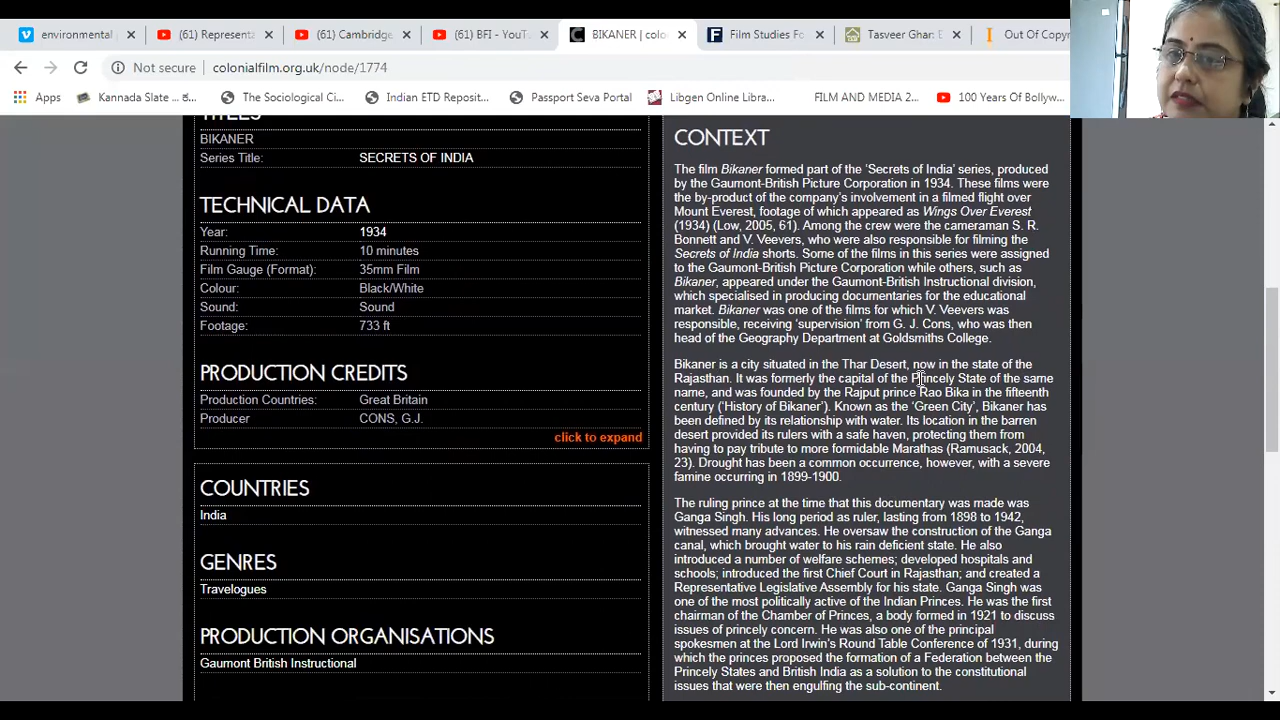 environmental
(61) Representa
(61) Cambridge
(61) BFI - YouT
BIKANER | colo
Film Studies Fo
Tasveer Ghar: E
Out Of Copy
Not secure
colonialfilm.org.uk/node/1774
Apps
Kannada Slate ... ಕ...
The Sociological Ci...
Indian ETD Reposit...
Passport Seva Portal
Libgen Online Libra...
FILM AND MEDIA 2...
100 Years Of Bollyw...
TITLES
BIKANER
Series Title: SECRETS OF INDIA
TECHNICAL DATA
Year: 1934
Running Time: 10 minutes
Film Gauge (Format): 35mm Film
Colour: Black/White
Sound: Sound
Footage: 733 ft
PRODUCTION CREDITS
Production Countries: Great Britain
Producer CONS, G.J.
click to expand
COUNTRIES
India
GENRES
Travelogues
PRODUCTION ORGANISATIONS
Gaumont British Instructional
CONTEXT
The film Bikaner formed part of the 'Secrets of India' series, produced
by the Gaumont-British Picture Corporation in 1934. These films were
the by-product of the company's involvement in a filmed flight over
Mount Everest, footage of which appeared as Wings Over Everest
(1934) (Low, 2005, 61). Among the crew were the cameraman S. R.
Bonnett and V. Veevers, who were also responsible for filming the
Secrets of India shorts. Some of the films in this series were assigned
to the Gaumont-British Picture Corporation while others, such as
Bikaner, appeared under the Gaumont-British Instructional division,
which specialised in producing documentaries for the educational
market. Bikaner was one of the films for which V. Veevers was
responsible, receiving 'supervision' from G. J. Cons, who was then
head of the Geography Department at Goldsmiths College.
Bikaner is a city situated in the Thar Desert, now in the state of the
Rajasthan. It was formerly the capital of the Princely State of the same
name, and was founded by the Rajput prince Rao Bika in the fifteenth
century ('History of Bikaner'). Known as the 'Green City', Bikaner has
been defined by its relationship with water. Its location in the barren
desert provided its rulers with a safe haven, protecting them from
having to pay tribute to more formidable Marathas (Ramusack, 2004,
23). Drought has been a common occurrence, however, with a severe
famine occurring in 1899-1900.
The ruling prince at the time that this documentary was made was
Ganga Singh. His long period as ruler, lasting from 1898 to 1942,
witnessed many advances. He oversaw the construction of the Ganga
canal, which brought water to his rain deficient state. He also
introduced a number of welfare schemes; developed hospitals and
schools; introduced the first Chief Court in Rajasthan; and created a
Representative Legislative Assembly for his state. Ganga Singh was
one of the most politically active of the Indian Princes. He was the first
chairman of the Chamber of Princes, a body formed in 1921 to discuss
issues of princely concern. He was also one of the principal
spokesmen at the Lord Irwin's Round Table Conference of 1931, during
which the princes proposed the formation of a Federation between the
Princely States and British India as a solution to the constitutional
issues that were then engulfing the sub-continent.